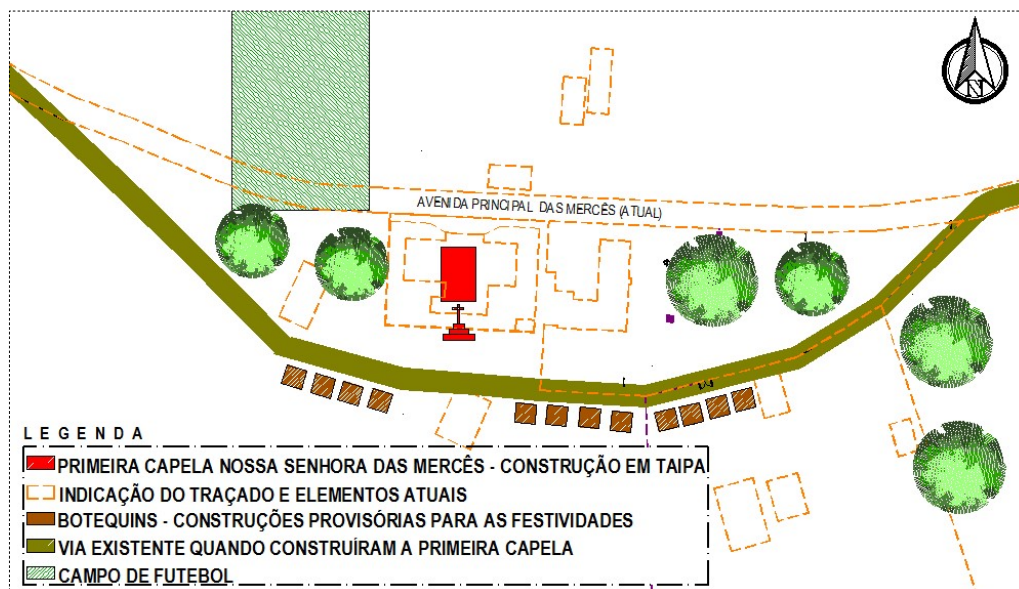 N
AVENIDA PRINCIPAL DAS MERCÊS (ATUAL)
LEGENDA
PRIMEIRA CAPELA NOSSA SENHORA DAS MERCÊS - CONSTRUÇÃO EM TAIPA
INDICAÇÃO DO TRAÇADO E ELEMENTOS ATUAIS
BOTEQUINS - CONSTRUÇÕES PROVISÓRIAS PARA AS FESTIVIDADES
VIA EXISTENTE QUANDO CONSTRUÍRAM A PRIMEIRA CAPELA
CAMPO DE FUTEBOL